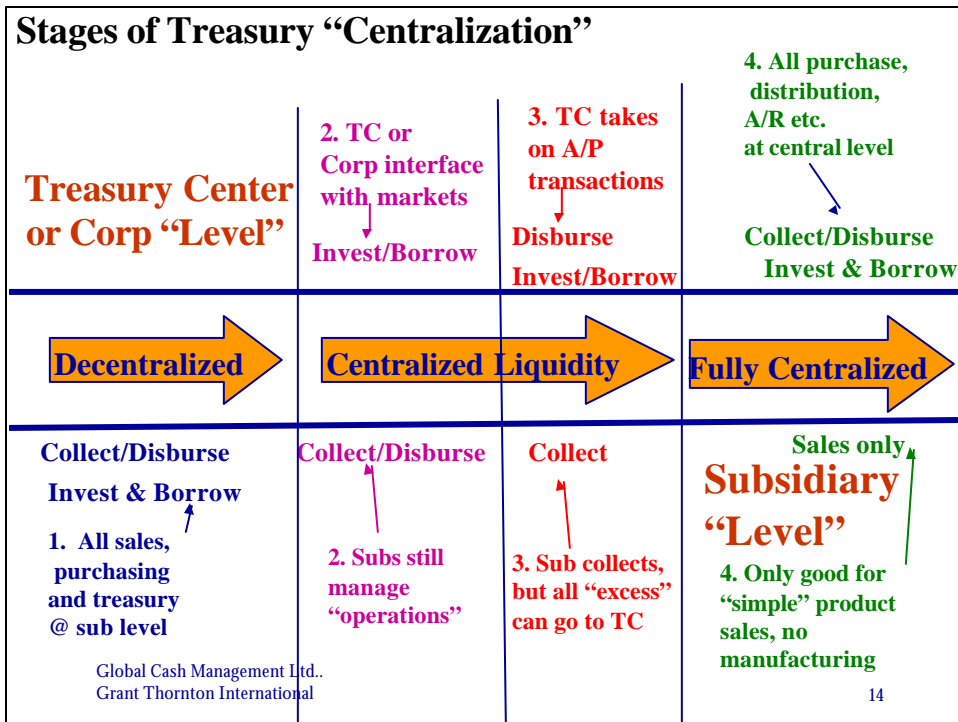 Stages of Treasury “Centralization”
Treasury Center
or Corp “Level”
2. TC or
Corp interface
with markets
Invest/Borrow
3. TC takes
on A/P
transactions
Disburse
Invest/Borrow
4. All purchase,
distribution,
A/R etc.
at central level
Collect/Disburse
Invest & Borrow
Decentralized
Centralized Liquidity
Fully Centralized
Collect/Disburse
Invest & Borrow
1. All sales,
purchasing
and treasury
@ sub level
Collect/Disburse
2. Subs still
manage
“operations”
Collect
3. Sub collects,
but all “excess”
can go to TC
Sales only
Subsidiary
“Level”
4. Only good for
“simple” product
sales, no
manufacturing
Global Cash Management Ltd..
Grant Thornton International
14